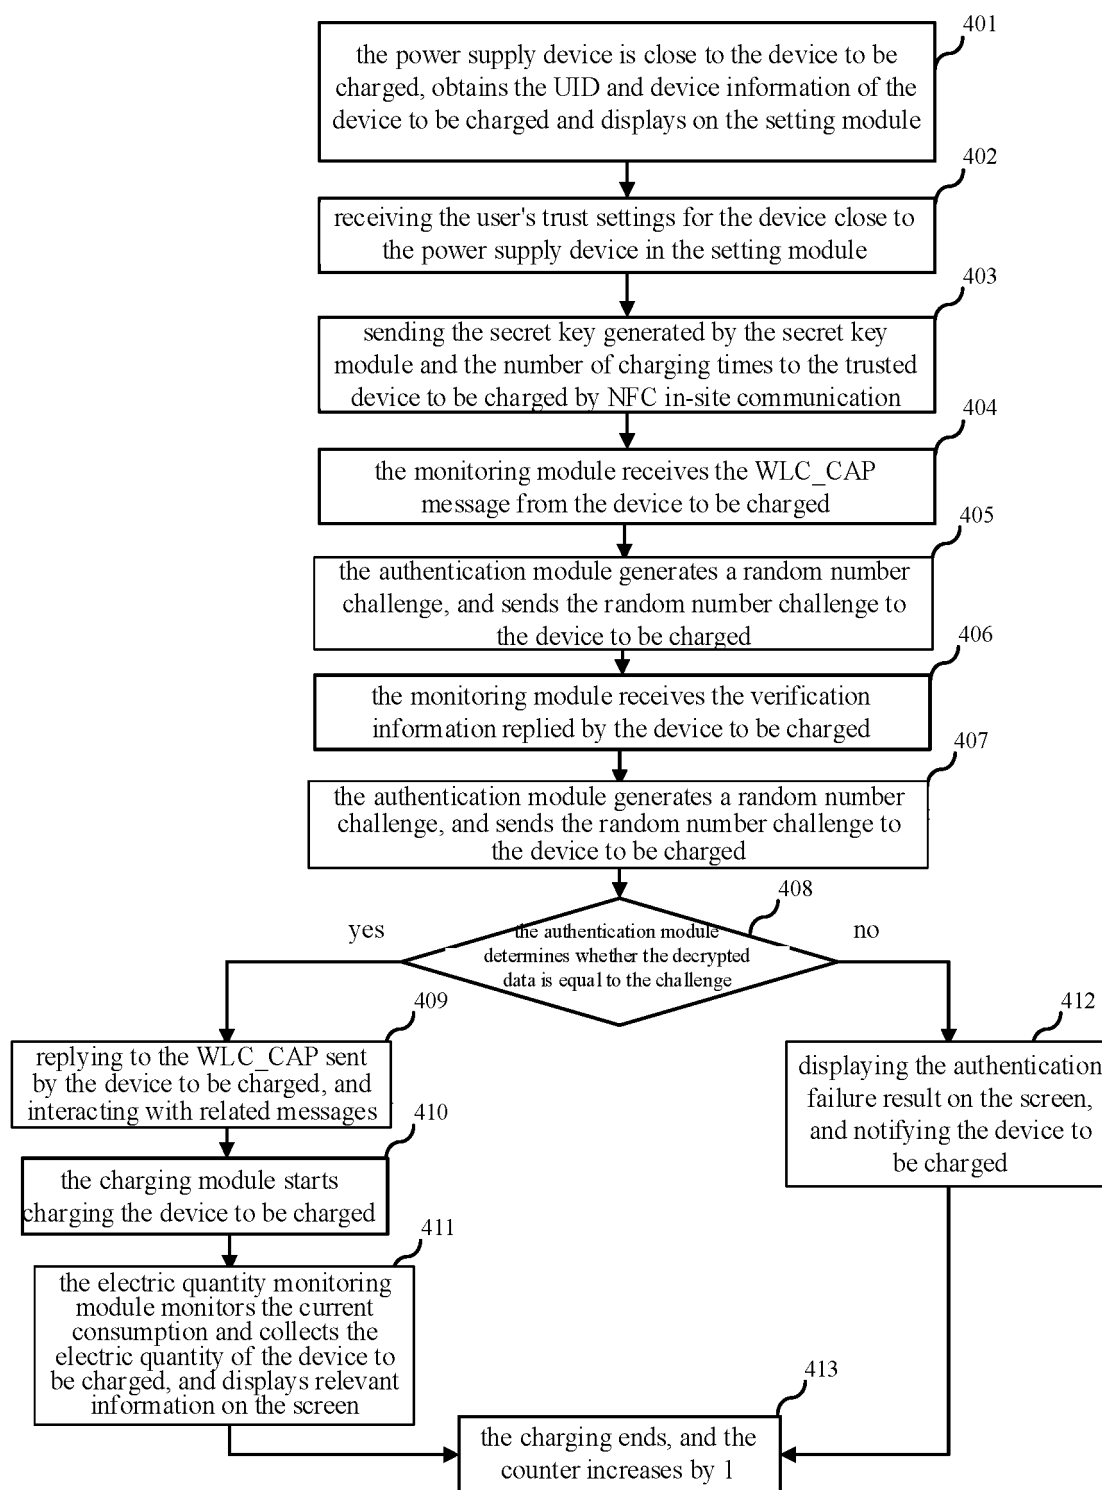 401
the power supply device is close to the device to be
charged, obtains the UID and device information of the
device to be charged and displays on the setting module
402
receiving the user's trust settings for the device close to
the power supply device in the setting module
403
sending the secret key generated by the secret key
module and the number of charging times to the trusted
device to be charged by NFC in-site communication
404
the monitoring module receives the WLC_CAP
message from the device to be charged
405
the authentication module generates a random number
challenge, and sends the random number challenge to
the device to be charged
406
the monitoring module receives the verification
information replied by the device to be charged
407
the authentication module generates a random number
challenge, and sends the random number challenge to
the device to be charged
408
yes
no
the authentication module
determines whether the decrypted
data is equal to the challenge
409
replying to the WLC_CAP sent
by the device to be charged, and
interacting with related messages
410
the charging module starts
charging the device to be charged
411
the electric quantity monitoring
module monitors the current
consumption and collects the
electric quantity of the device to
be charged, and displays relevant
information on the screen
412
displaying the authentication
failure result on the screen,
and notifying the device to
be charged
413
the charging ends, and the
counter increases by 1